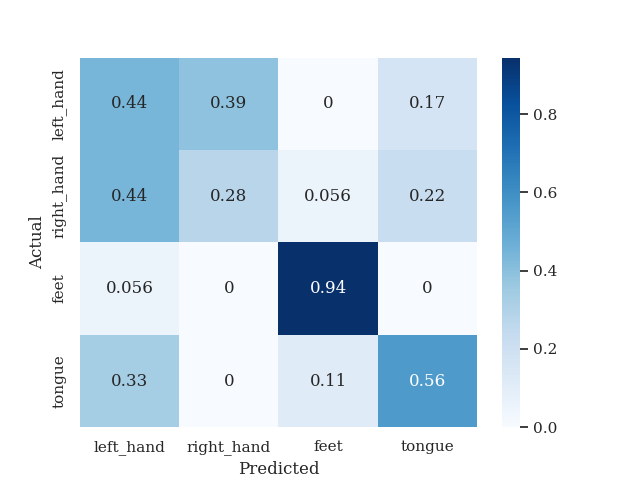 left_hand 0.44 0.39 0 0.17
right_hand 0.44 0.28 0.056 0.22
feet 0.056 0 0.94 0
tongue 0.33 0 0.11 0.56
left_hand right_hand feet tongue
Predicted
Actual
0.8
0.6
0.4
0.2
0.0